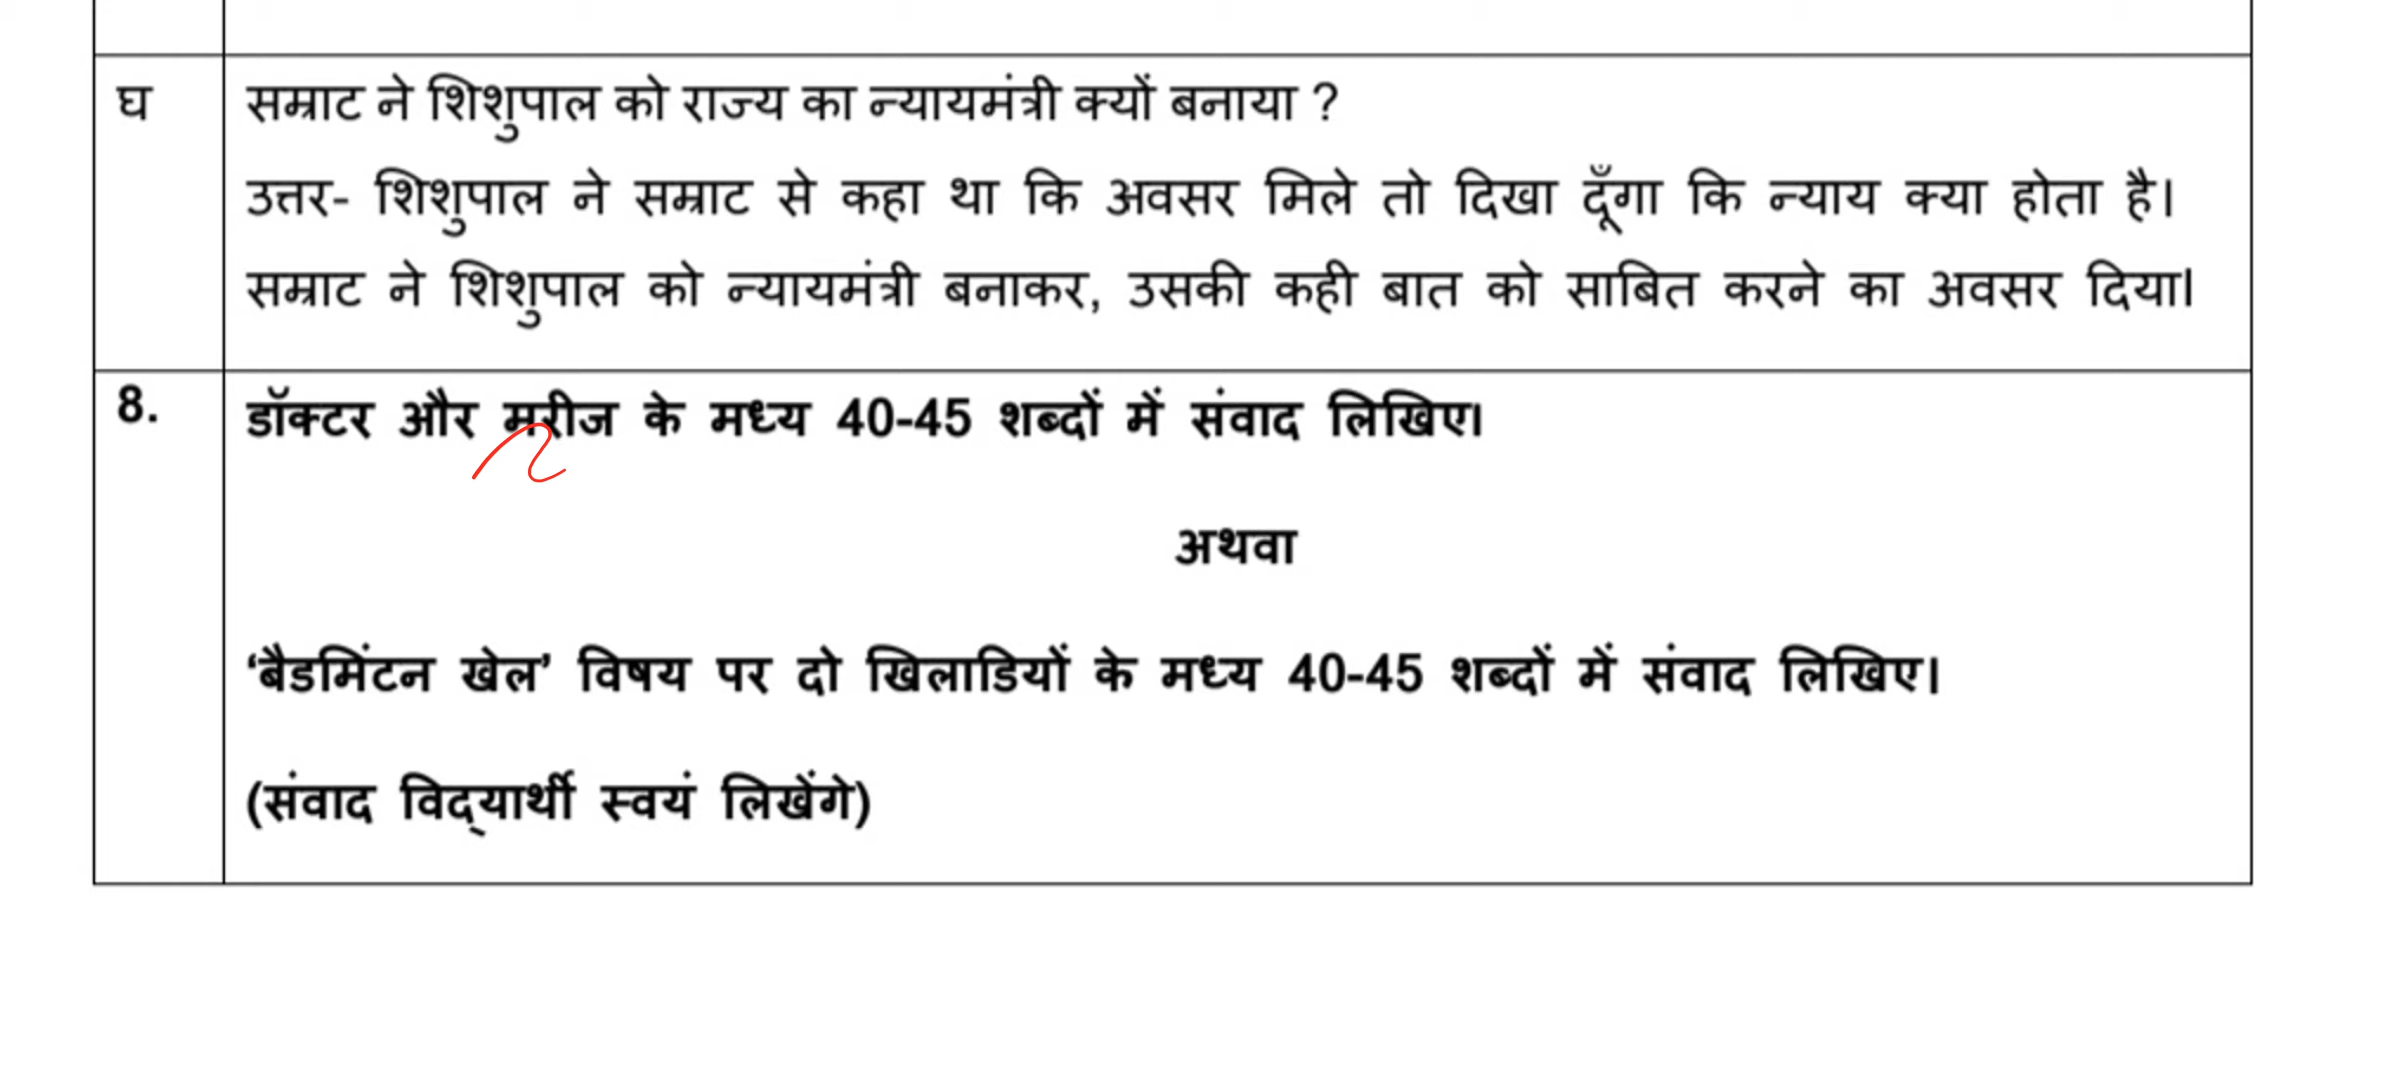 घ
सम्राट ने शिशुपाल को राज्य का न्यायमंत्री क्यों बनाया ?
उत्तर- शिशुपाल ने सम्राट से कहा था कि अवसर मिले तो दिखा दूँगा कि न्याय क्या होता है।
सम्राट ने शिशुपाल को न्यायमंत्री बनाकर, उसकी कही बात को साबित करने का अवसर दिया।
8.
डॉक्टर और मरीज के मध्य 40-45 शब्दों में संवाद लिखिए।
अथवा
‘बैडमिंटन खेल’ विषय पर दो खिलाडियों के मध्य 40-45 शब्दों में संवाद लिखिए।
(संवाद विद्‌यार्थी स्वयं लिखेंगे)